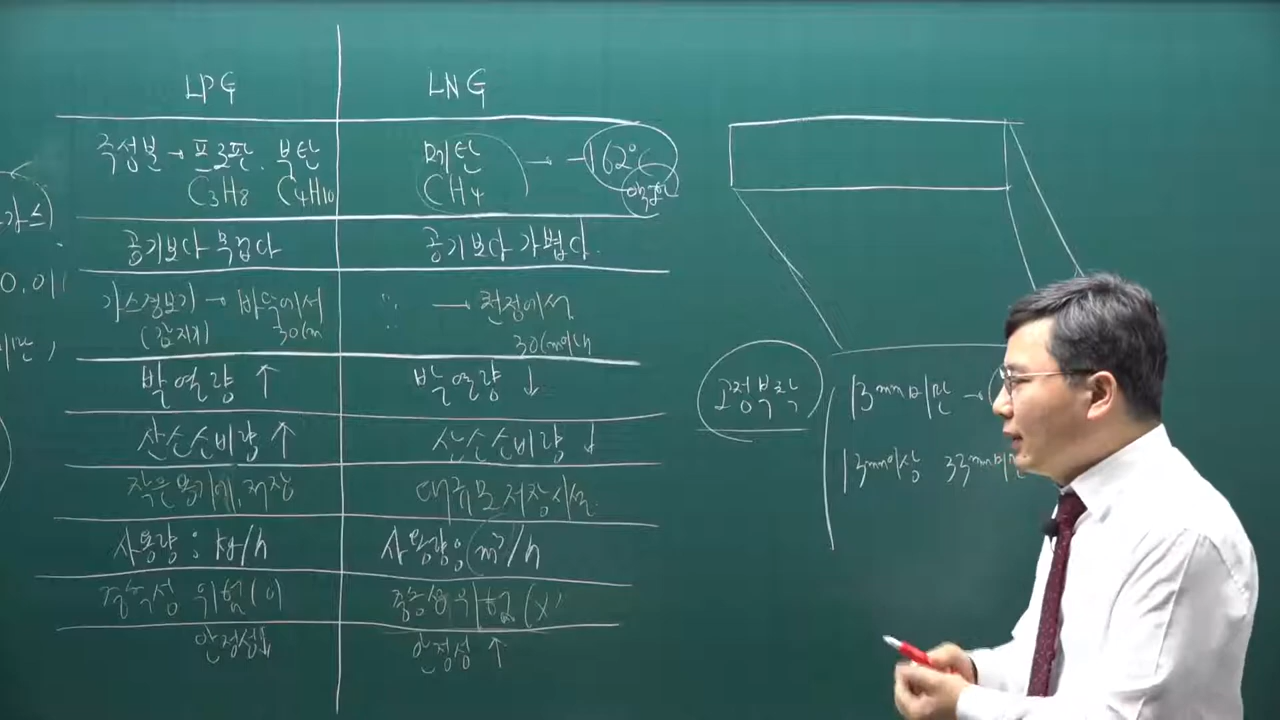 LPG LNG
주성분 → 프로판. 부탄 메탄 → -162°C
C3H8 C4H10 CH4 액화
공기보다 무겁다 공기보다 가볍다.
가스경보기 → 바닥에서 ∵ → 천정에서
(감지기) 30cm 30cm이내
발열량 ↑ 발열량 ↓
산소소비량 ↑ 산소소비량 ↓
작은용기에 저장 대규모저장시설
사용량 : kg/h 사용량 ; m³/h
중독성 위험(o) 중독성 위험(x)
안정성↓ 안정성 ↑
가스)
0.01
미만,
고정부착
13mm미만 →
13mm이상 33mm미만